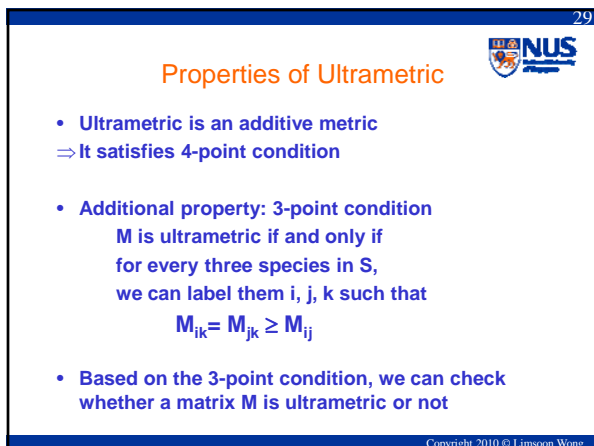 29
NUS
Properties of Ultrametric
• Ultrametric is an additive metric
⇒ It satisfies 4-point condition
• Additional property: 3-point condition
M is ultrametric if and only if
for every three species in S,
we can label them i, j, k such that
Mik= Mjk ≥ Mij
• Based on the 3-point condition, we can check
whether a matrix M is ultrametric or not
Copyright 2010 © Limsoon Wong